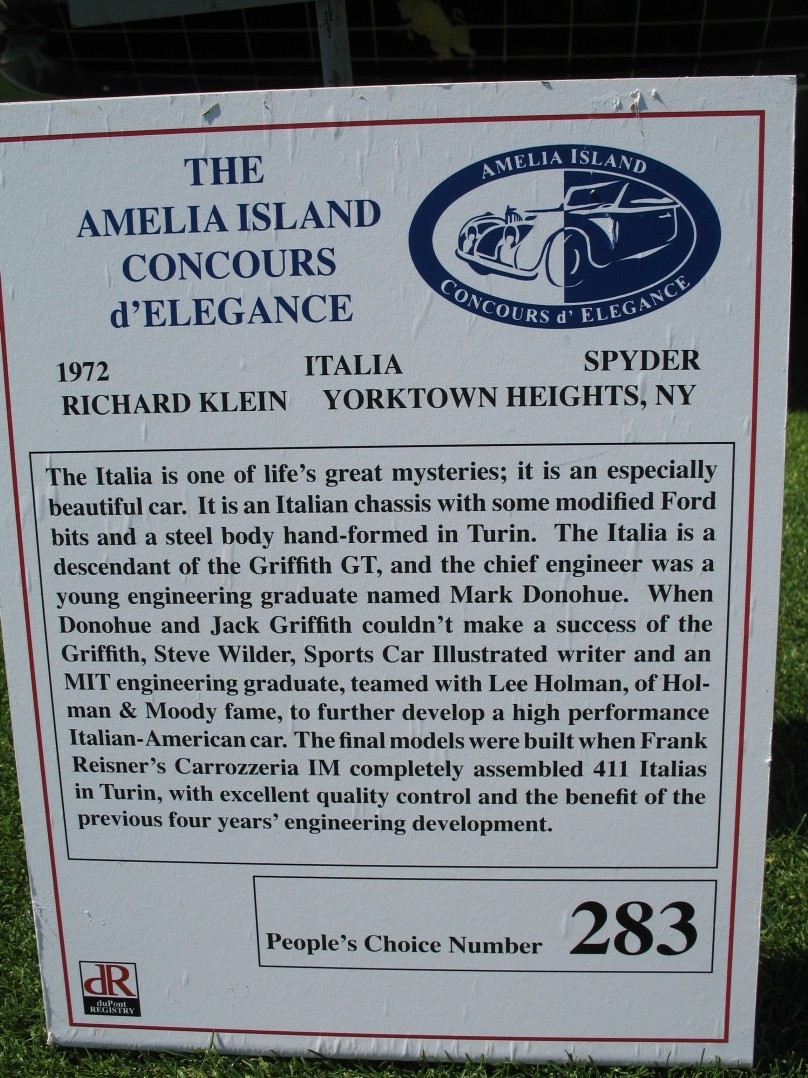 THE
AMELIA ISLAND
CONCOURS
d'ELEGANCE
AMELIA ISLAND
CONCOURS d' ELEGANCE
1972 ITALIA SPYDER
RICHARD KLEIN YORKTOWN HEIGHTS, NY
The Italia is one of life's great mysteries; it is an especially
beautiful car. It is an Italian chassis with some modified Ford
bits and a steel body hand-formed in Turin. The Italia is a
descendant of the Griffith GT, and the chief engineer was a
young engineering graduate named Mark Donohue. When
Donohue and Jack Griffith couldn't make a success of the
Griffith, Steve Wilder, Sports Car Illustrated writer and an
MIT engineering graduate, teamed with Lee Holman, of Hol-
man & Moody fame, to further develop a high performance
Italian-American car. The final models were built when Frank
Reisner's Carrozzeria IM completely assembled 411 Italias
in Turin, with excellent quality control and the benefit of the
previous four years' engineering development.
People's Choice Number 283
dR
duPont
REGISTRY